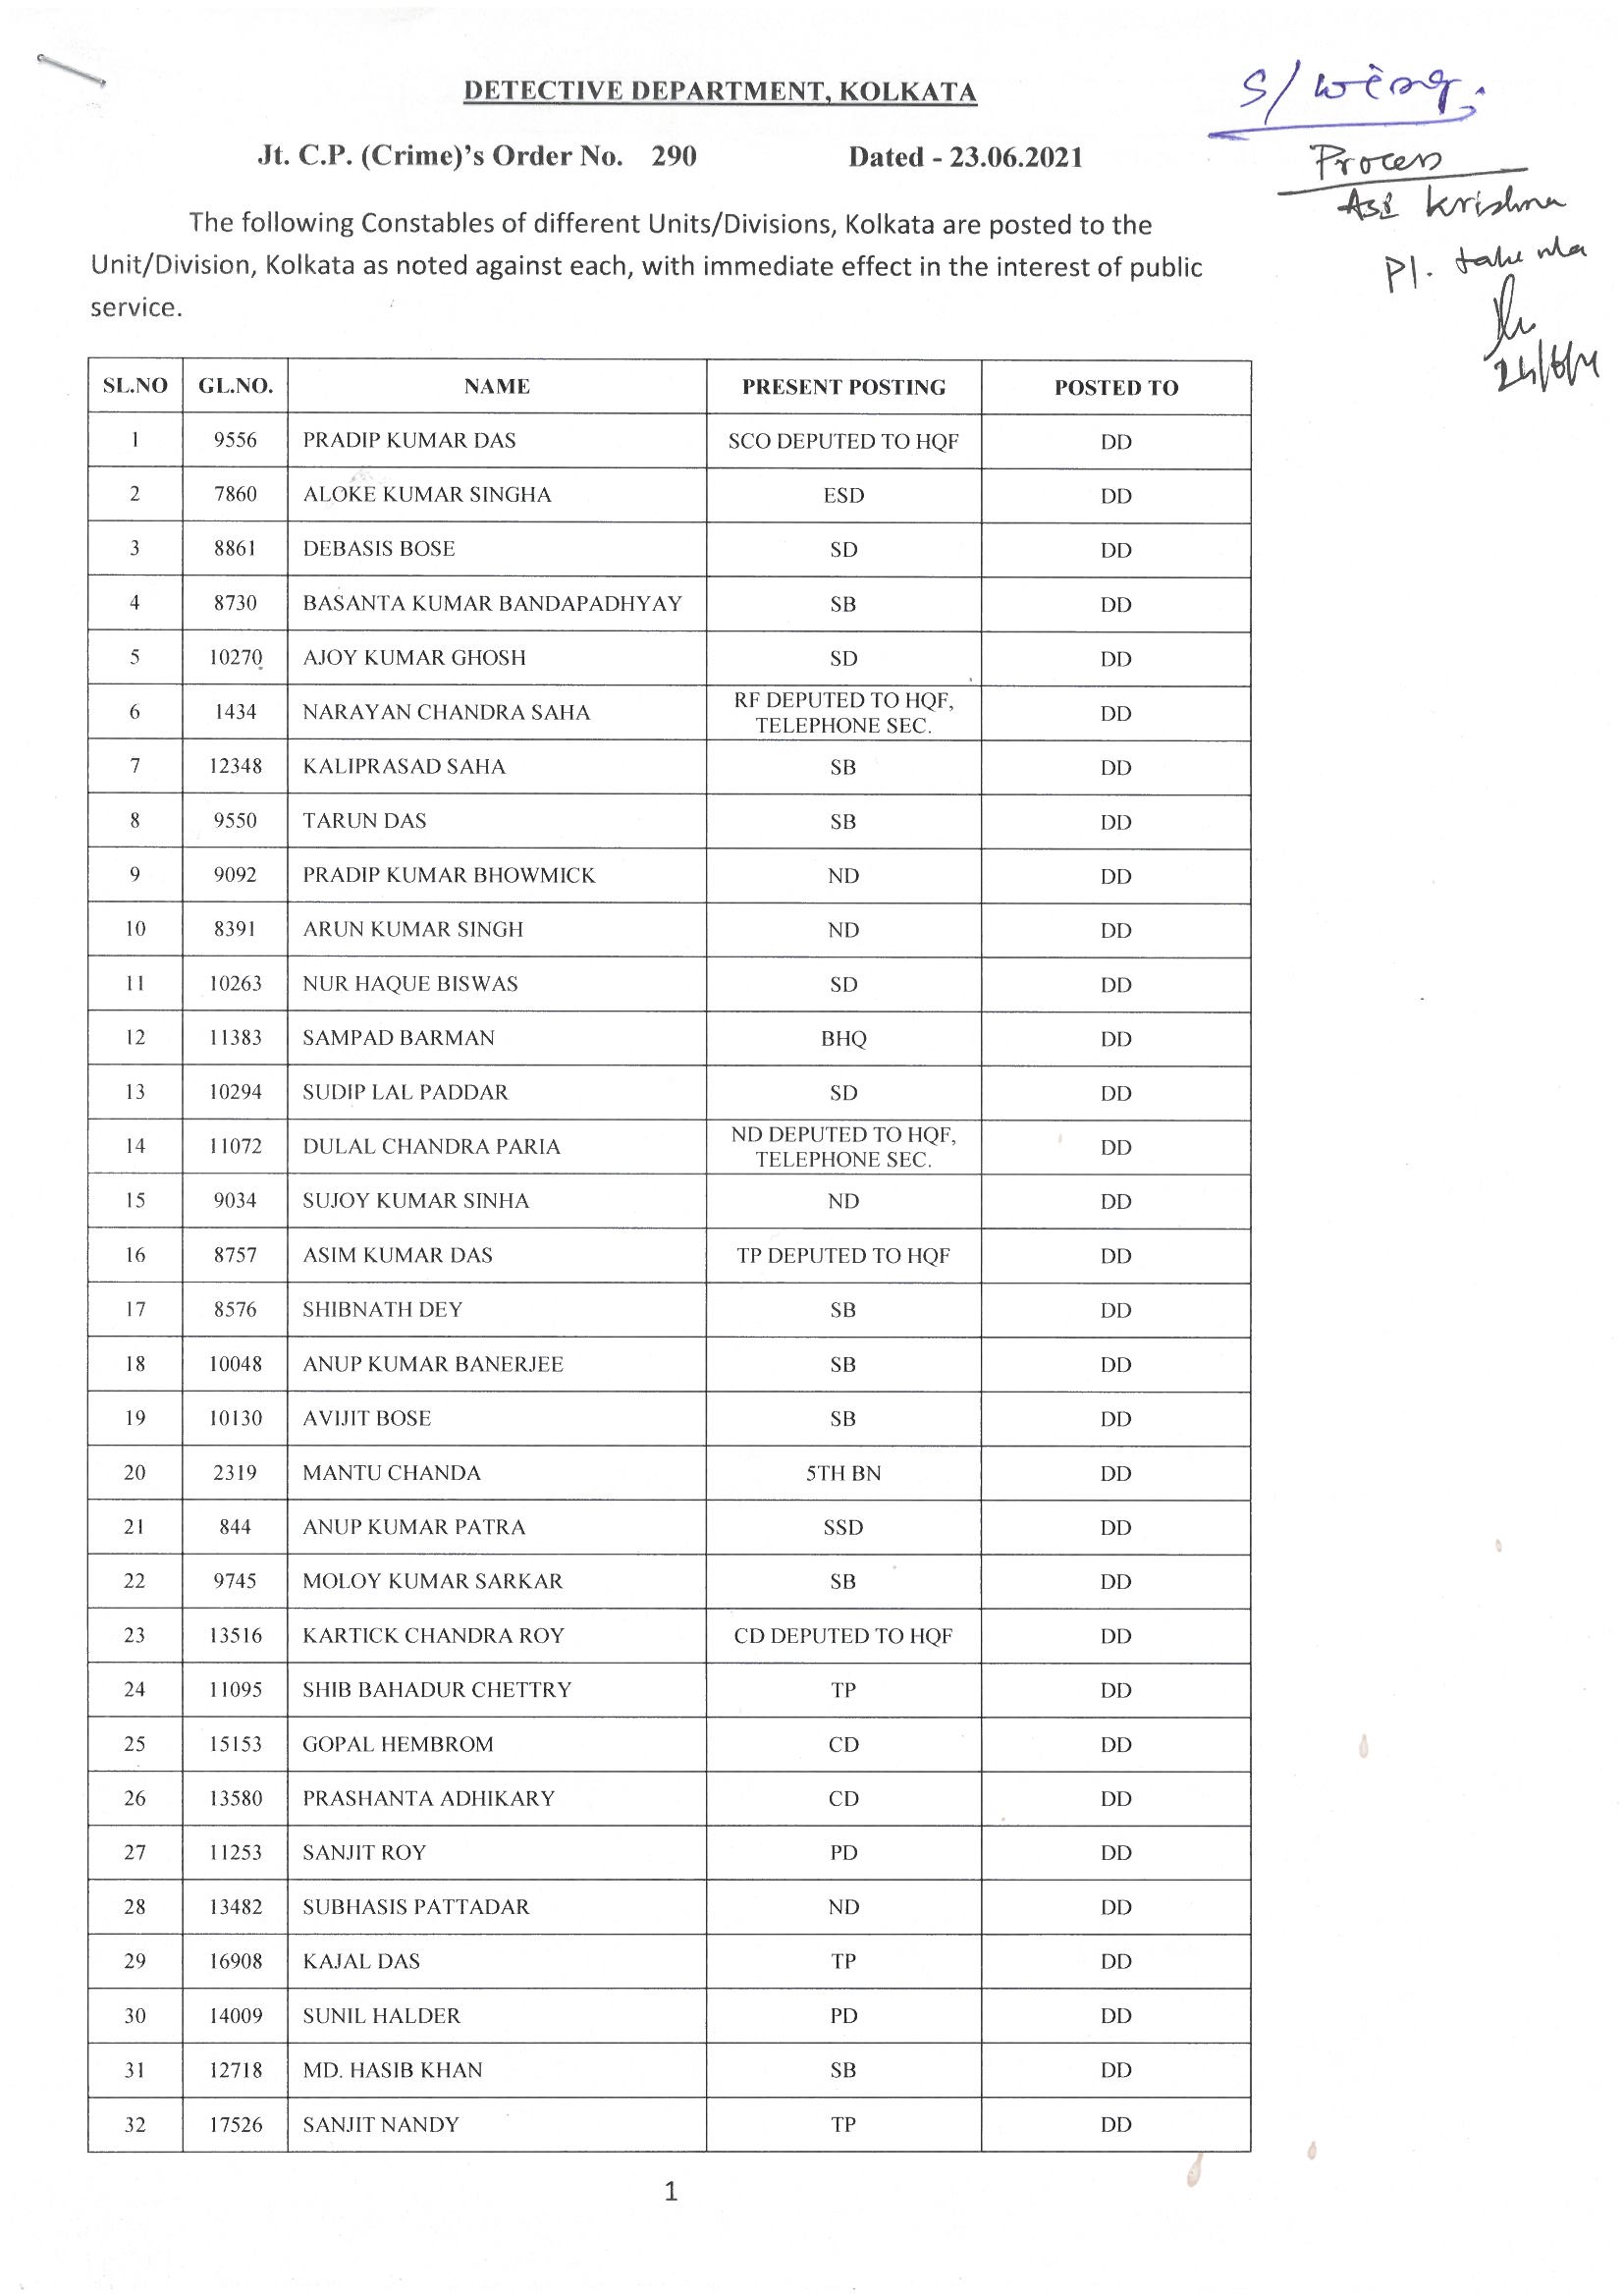 DETECTIVE DEPARTMENT, KOLKATA
S/Wing.
Jt. C.P. (Crime)'s Order No. 290 Dated - 23.06.2021
Process
ASI Krishna
Pl. take n/a
The following Constables of different Units/Divisions, Kolkata are posted to the
Unit/Division, Kolkata as noted against each, with immediate effect in the interest of public
service.
SL.NO GL.NO. NAME PRESENT POSTING POSTED TO
1 9556 PRADIP KUMAR DAS SCO DEPUTED TO HQF DD
2 7860 ALOKE KUMAR SINGHA ESD DD
3 8861 DEBASIS BOSE SD DD
4 8730 BASANTA KUMAR BANDAPADHYAY SB DD
5 10270 AJOY KUMAR GHOSH SD DD
6 1434 NARAYAN CHANDRA SAHA RF DEPUTED TO HQF, TELEPHONE SEC. DD
7 12348 KALIPRASAD SAHA SB DD
8 9550 TARUN DAS SB DD
9 9092 PRADIP KUMAR BHOWMICK ND DD
10 8391 ARUN KUMAR SINGH ND DD
11 10263 NUR HAQUE BISWAS SD DD
12 11383 SAMPAD BARMAN BHQ DD
13 10294 SUDIP LAL PADDAR SD DD
14 11072 DULAL CHANDRA PARIA ND DEPUTED TO HQF, TELEPHONE SEC. DD
15 9034 SUJOY KUMAR SINHA ND DD
16 8757 ASIM KUMAR DAS TP DEPUTED TO HQF DD
17 8576 SHIBNATH DEY SB DD
18 10048 ANUP KUMAR BANERJEE SB DD
19 10130 AVIJIT BOSE SB DD
20 2319 MANTU CHANDA 5TH BN DD
21 844 ANUP KUMAR PATRA SSD DD
22 9745 MOLOY KUMAR SARKAR SB DD
23 13516 KARTICK CHANDRA ROY CD DEPUTED TO HQF DD
24 11095 SHIB BAHADUR CHETTRY TP DD
25 15153 GOPAL HEMBROM CD DD
26 13580 PRASHANTA ADHIKARY CD DD
27 11253 SANJIT ROY PD DD
28 13482 SUBHASIS PATTADAR ND DD
29 16908 KAJAL DAS TP DD
30 14009 SUNIL HALDER PD DD
31 12718 MD. HASIB KHAN SB DD
32 17526 SANJIT NANDY TP DD
1